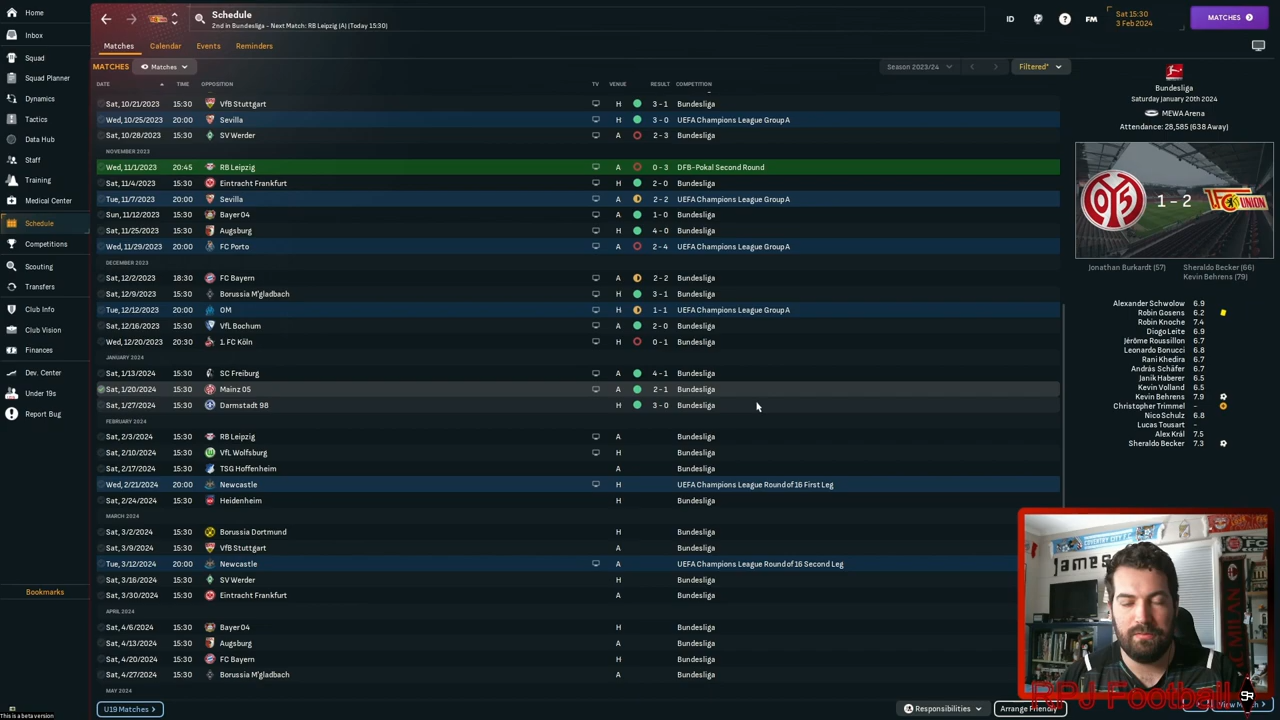 Home
Inbox
Squad
Squad Planner
Dynamics
Tactics
Data Hub
Staff
Training
Medical Center
Schedule
Competitions
Scouting
Transfers
Club Info
Club Vision
Finances
Dev. Center
Under 19s
Report Bug
Bookmarks
This is a beta version
Schedule
2nd in Bundesliga - Next Match: RB Leipzig (A) (Today 15:30)
FM
Sat 15:30
3 Feb 2024
MATCHES
Matches Calendar Events Reminders
MATCHES Matches Season 2023/24 Filtered*
DATE TIME OPPOSITION TV VENUE RESULT COMPETITION
Sat, 10/21/2023 15:30 VfB Stuttgart H 3 - 1 Bundesliga
Wed, 10/25/2023 20:00 Sevilla H 3 - 0 UEFA Champions League Group A
Sat, 10/28/2023 15:30 SV Werder A 2 - 3 Bundesliga
NOVEMBER 2023
Wed, 11/1/2023 20:45 RB Leipzig A 0 - 3 DFB-Pokal Second Round
Sat, 11/4/2023 15:30 Eintracht Frankfurt H 2 - 0 Bundesliga
Tue, 11/7/2023 20:00 Sevilla A 2 - 2 UEFA Champions League Group A
Sun, 11/12/2023 15:30 Bayer 04 A 1 - 0 Bundesliga
Sat, 11/25/2023 15:30 Augsburg H 4 - 0 Bundesliga
Wed, 11/29/2023 20:00 FC Porto A 2 - 4 UEFA Champions League Group A
DECEMBER 2023
Sat, 12/2/2023 18:30 FC Bayern A 2 - 2 Bundesliga
Sat, 12/9/2023 15:30 Borussia M'gladbach H 3 - 1 Bundesliga
Tue, 12/12/2023 20:00 OM H 1 - 1 UEFA Champions League Group A
Sat, 12/16/2023 15:30 VfL Bochum A 2 - 0 Bundesliga
Wed, 12/20/2023 20:30 1. FC Köln H 0 - 1 Bundesliga
JANUARY 2024
Sat, 1/13/2024 15:30 SC Freiburg A 4 - 1 Bundesliga
Sat, 1/20/2024 15:30 Mainz 05 A 2 - 1 Bundesliga
Sat, 1/27/2024 15:30 Darmstadt 98 H 3 - 0 Bundesliga
FEBRUARY 2024
Sat, 2/3/2024 15:30 RB Leipzig A Bundesliga
Sat, 2/10/2024 15:30 VfL Wolfsburg H Bundesliga
Sat, 2/17/2024 15:30 TSG Hoffenheim A Bundesliga
Wed, 2/21/2024 20:00 Newcastle H UEFA Champions League Round of 16 First Leg
Sat, 2/24/2024 15:30 Heidenheim H Bundesliga
MARCH 2024
Sat, 3/2/2024 15:30 Borussia Dortmund H Bundesliga
Sat, 3/9/2024 15:30 VfB Stuttgart A Bundesliga
Tue, 3/12/2024 20:00 Newcastle A UEFA Champions League Round of 16 Second Leg
Sat, 3/16/2024 15:30 SV Werder H Bundesliga
Sat, 3/30/2024 15:30 Eintracht Frankfurt A Bundesliga
APRIL 2024
Sat, 4/6/2024 15:30 Bayer 04 H Bundesliga
Sat, 4/13/2024 15:30 Augsburg A Bundesliga
Sat, 4/20/2024 15:30 FC Bayern H Bundesliga
Sat, 4/27/2024 15:30 Borussia M'gladbach A Bundesliga
MAY 2024
U19 Matches
Responsibilities
Arrange Friendly
View Match
Bundesliga
Saturday January 20th 2024
MEWA Arena
Attendance: 28,585 (638 Away)
1 - 2
Jonathan Burkardt (57) Sheraldo Becker (66)
Kevin Behrens (79)
Alexander Schwolow 6.9
Robin Gosens 6.2
Robin Knoche 7.4
Diogo Leite 6.9
Jérôme Roussillon 6.7
Leonardo Bonucci 6.8
Rani Khedira 6.7
András Schäfer 6.7
Janik Haberer 6.5
Kevin Volland 6.5
Kevin Behrens 7.9
Christopher Trimmel -
Nico Schulz 6.8
Lucas Tousart -
Alex Král 7.5
Sheraldo Becker 7.3
COVENTRY CITY FC
james
MILAN
RPJ Football